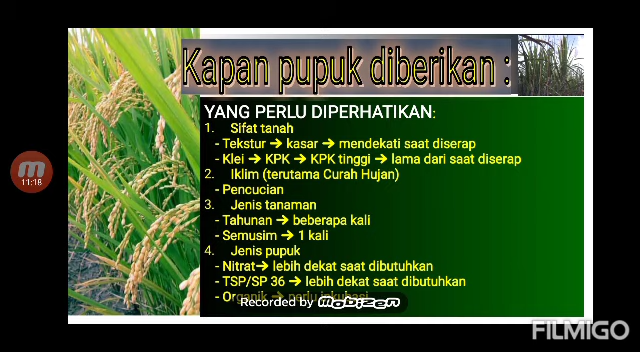 Kapan pupuk diberikan :
YANG PERLU DIPERHATIKAN:
1. Sifat tanah
- Tekstur → kasar → mendekati saat diserap
- Klei → KPK → KPK tinggi → lama dari saat diserap
2. Iklim (terutama Curah Hujan)
- Pencucian
3. Jenis tanaman
- Tahunan → beberapa kali
- Semusim → 1 kali
4. Jenis pupuk
- Nitrat→ lebih dekat saat dibutuhkan
- TSP/SP 36 → lebih dekat saat dibutuhkan
- Organik → perlu
Recorded by mobizen
11:18
FILMIGO